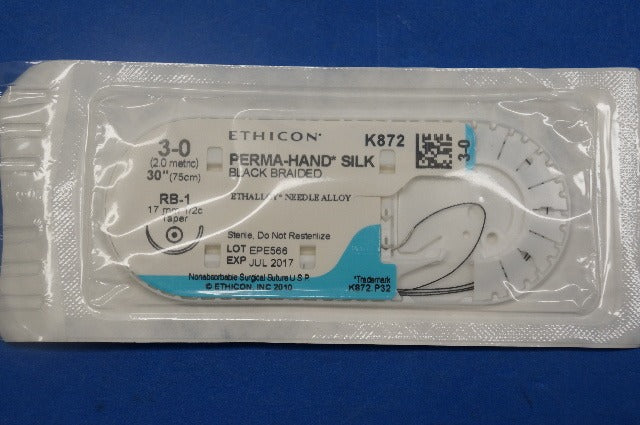 ETHICON*
K872
3-0
(2.0 metric)
30" (75cm)
PERMA-HAND* SILK
BLACK BRAIDED
3-0
RB-1
17 mm 1/2c
Taper
ETHALLOY* NEEDLE ALLOY
Sterile, Do Not Resterilize
LOT EPE566
EXP JUL 2017
Nonabsorbable Surgical Suture U.S.P.
© ETHICON, INC 2010
*Trademark
K872 P32